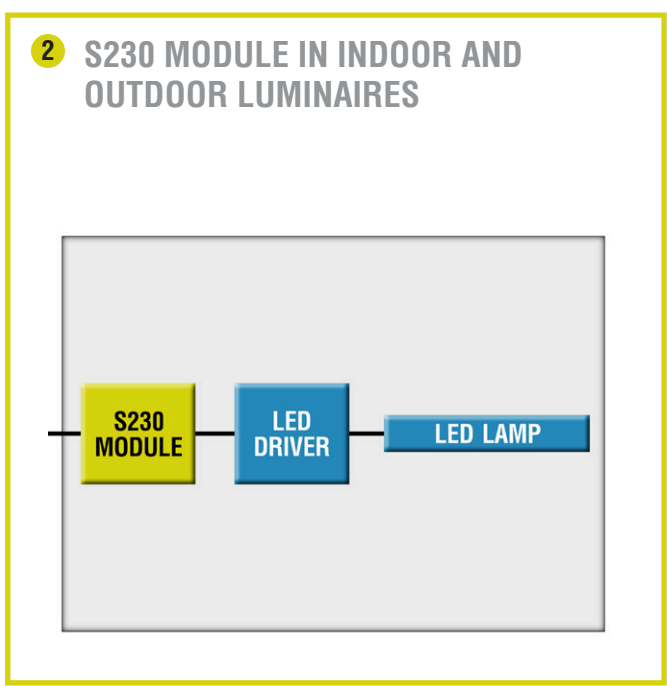 2
S230 MODULE IN INDOOR AND
OUTDOOR LUMINAIRES
S230
MODULE
LED
DRIVER
LED LAMP